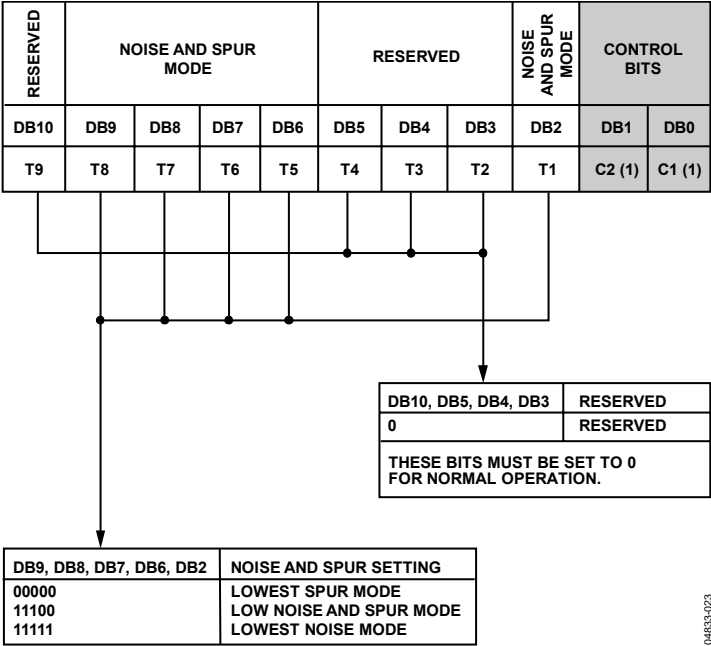 RESERVED
NOISE AND SPUR
MODE
RESERVED
NOISE
AND SPUR
MODE
CONTROL
BITS
DB10 DB9 DB8 DB7 DB6 DB5 DB4 DB3 DB2 DB1 DB0
T9 T8 T7 T6 T5 T4 T3 T2 T1 C2 (1) C1 (1)
DB10, DB5, DB4, DB3 RESERVED
0 RESERVED
THESE BITS MUST BE SET TO 0
FOR NORMAL OPERATION.
DB9, DB8, DB7, DB6, DB2 NOISE AND SPUR SETTING
00000 LOWEST SPUR MODE
11100 LOW NOISE AND SPUR MODE
11111 LOWEST NOISE MODE
04833-023